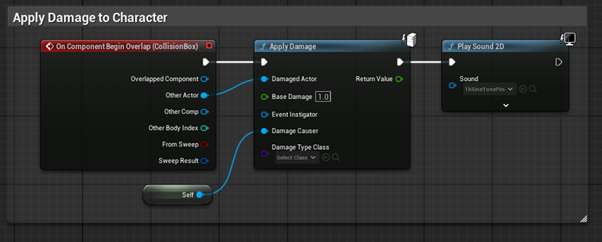 Apply Damage to Character
On Component Begin Overlap (CollisionBox)
Overlapped Component
Other Actor
Other Comp
Other Body Index
From Sweep
Sweep Result
Self
Apply Damage
Damaged Actor
Return Value
Base Damage 1.0
Event Instigator
Damage Causer
Damage Type Class
Select Class
Play Sound 2D
Sound